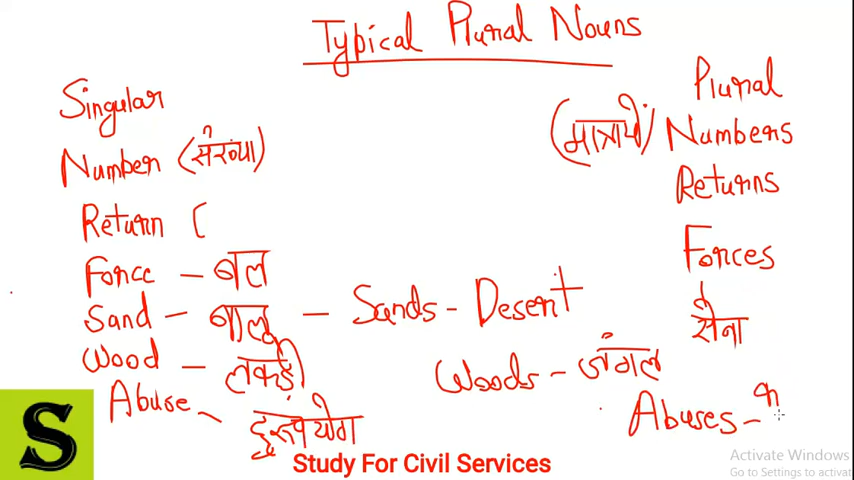 Typical Plural Nouns
Singular Plural
Number (संख्या) (मात्रायें) Numbers
Return ( Returns
Force – बल Forces
Sand – बालू – Sands – Desert सेना
Wood – लकड़ी Woods – जंगल
Abuse – दुरूपयोग Abuses –
S
Study For Civil Services
Activate Windows
Go to Settings to activat